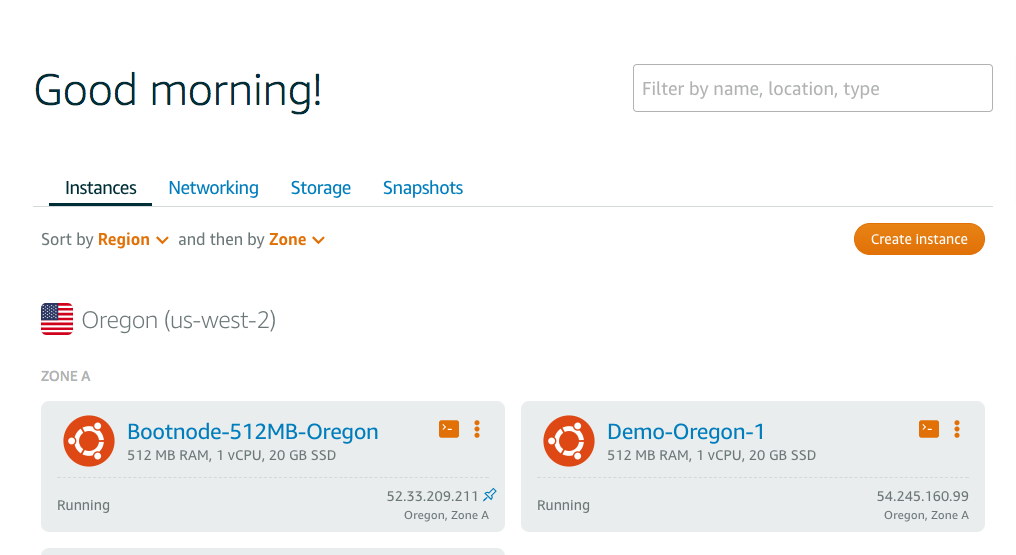 Good morning!
Filter by name, location, type
Instances Networking Storage Snapshots
Sort by Region and then by Zone
Create instance
Oregon (us-west-2)
ZONE A
Bootnode-512MB-Oregon
512 MB RAM, 1 vCPU, 20 GB SSD
Running
52.33.209.211
Oregon, Zone A
Demo-Oregon-1
512 MB RAM, 1 vCPU, 20 GB SSD
Running
54.245.160.99
Oregon, Zone A